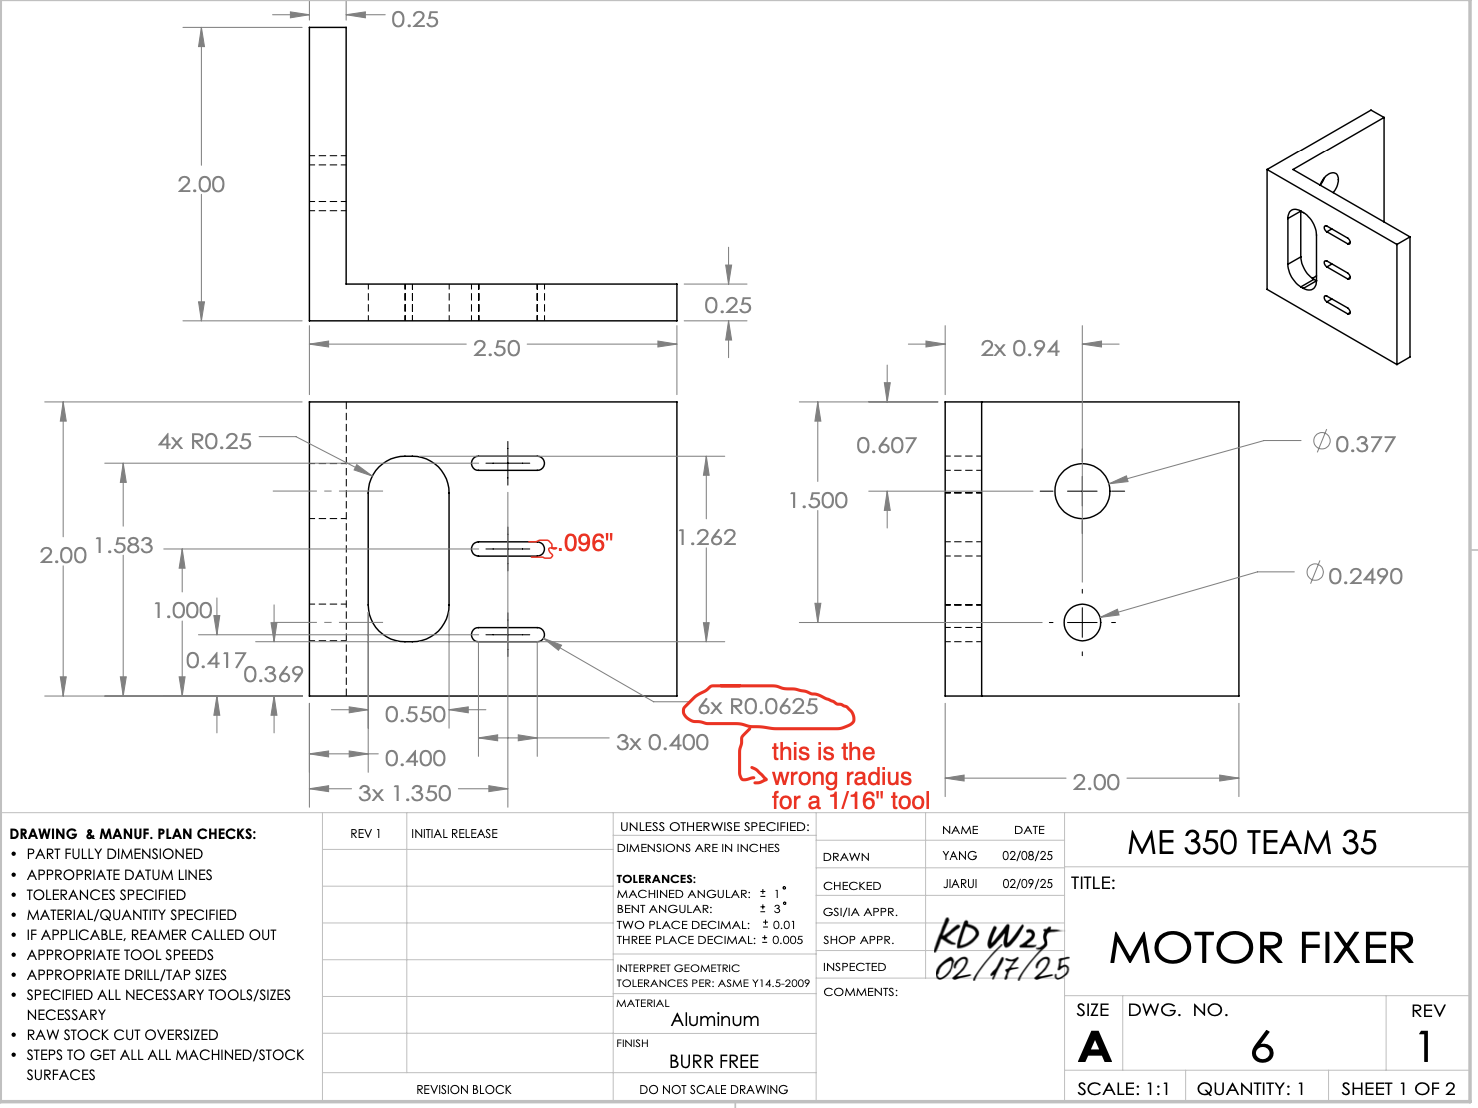 0.25
2.00
0.25
2.50
2x 0.94
4x R0.25
0.607
Ø0.377
1.500
2.00
1.583
.096"
1.262
Ø0.2490
1.000
0.417
0.369
6x R0.0625
0.550
3x 0.400
0.400
this is the
wrong radius
for a 1/16" tool
3x 1.350
2.00
DRAWING & MANUF. PLAN CHECKS:
• PART FULLY DIMENSIONED
• APPROPRIATE DATUM LINES
• TOLERANCES SPECIFIED
• MATERIAL/QUANTITY SPECIFIED
• IF APPLICABLE, REAMER CALLED OUT
• APPROPRIATE TOOL SPEEDS
• APPROPRIATE DRILL/TAP SIZES
• SPECIFIED ALL NECESSARY TOOLS/SIZES
NECESSARY
• RAW STOCK CUT OVERSIZED
• STEPS TO GET ALL ALL MACHINED/STOCK
SURFACES
REV 1 INITIAL RELEASE
REVISION BLOCK
UNLESS OTHERWISE SPECIFIED:
DIMENSIONS ARE IN INCHES
TOLERANCES:
MACHINED ANGULAR: ± 1°
BENT ANGULAR: ± 3°
TWO PLACE DECIMAL: ± 0.01
THREE PLACE DECIMAL: ± 0.005
INTERPRET GEOMETRIC
TOLERANCES PER: ASME Y14.5-2009
MATERIAL
Aluminum
FINISH
BURR FREE
DO NOT SCALE DRAWING
NAME DATE
DRAWN YANG 02/08/25
CHECKED JIARUI 02/09/25
GSI/IA APPR.
SHOP APPR. KD W25
INSPECTED 02/17/25
COMMENTS:
ME 350 TEAM 35
TITLE:
MOTOR FIXER
SIZE DWG. NO. REV
A 6 1
SCALE: 1:1 QUANTITY: 1 SHEET 1 OF 2